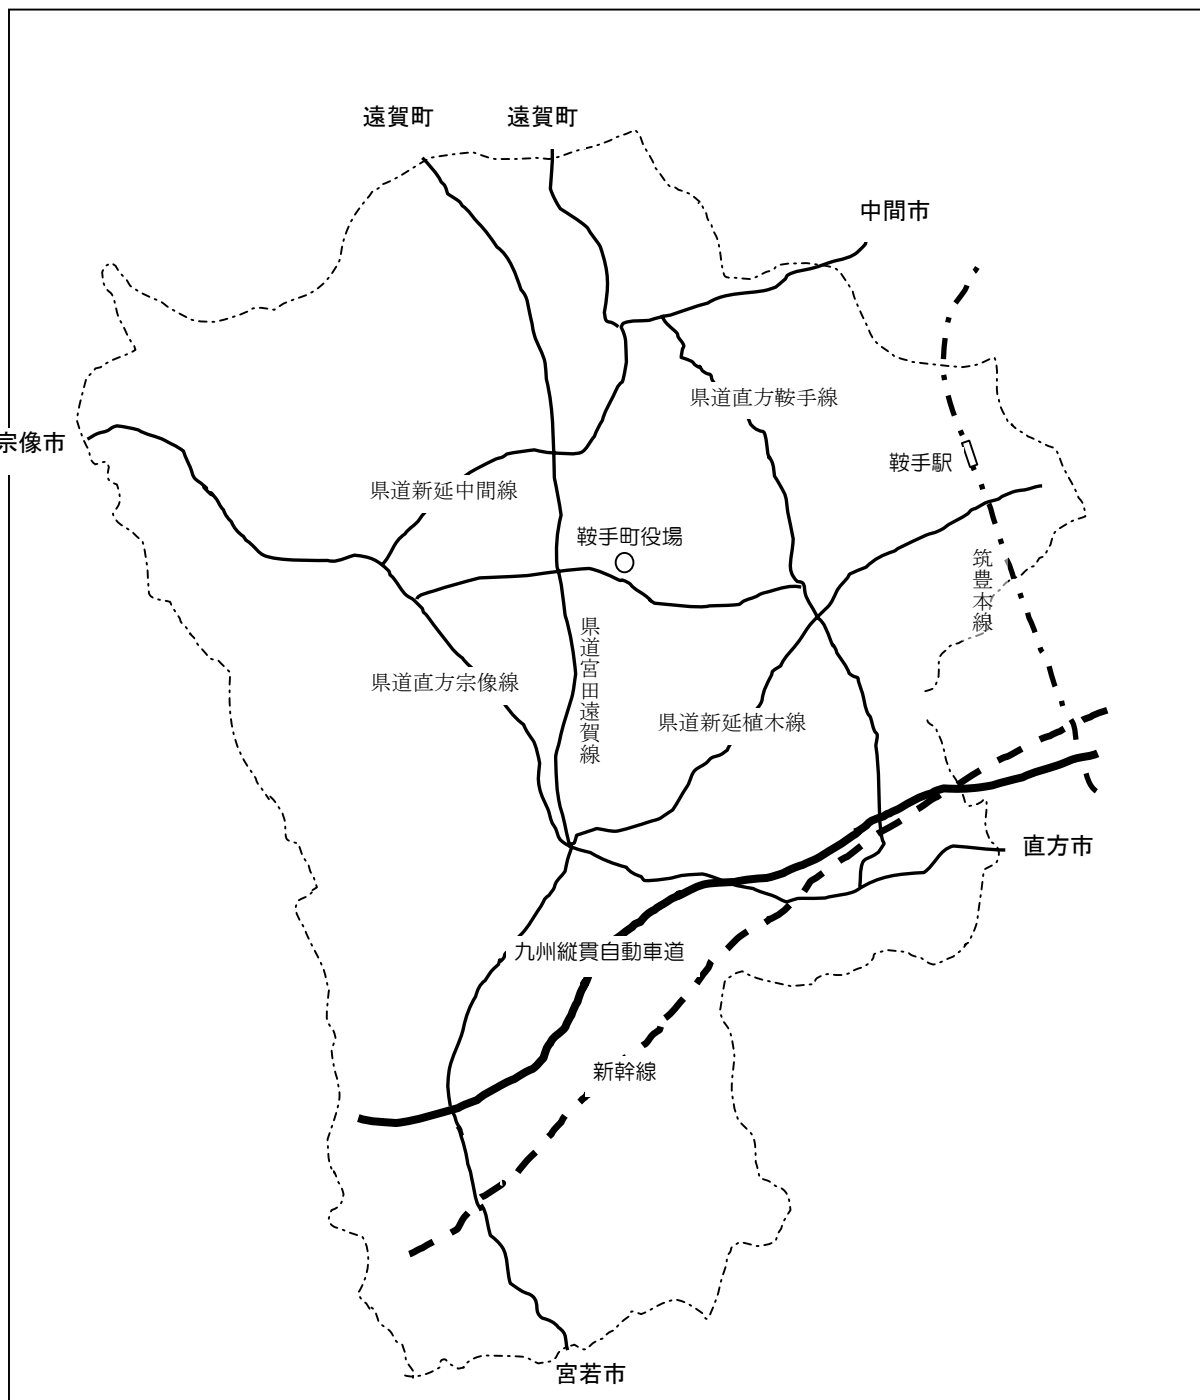 遠賀町
遠賀町
中間市
県道直方鞍手線
宗像市
鞍手駅
県道新延中間線
鞍手町役場
筑豊本線
県道宮田遠賀線
県道直方宗像線
県道新延植木線
直方市
九州縦貫自動車道
新幹線
宮若市